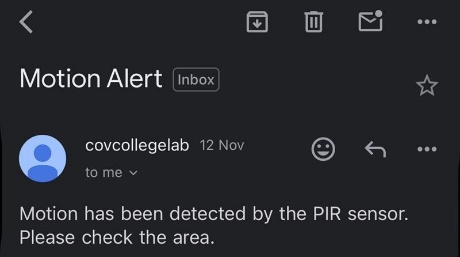 Motion Alert Inbox
covcollegelab 12 Nov
to me
Motion has been detected by the PIR sensor.
Please check the area.